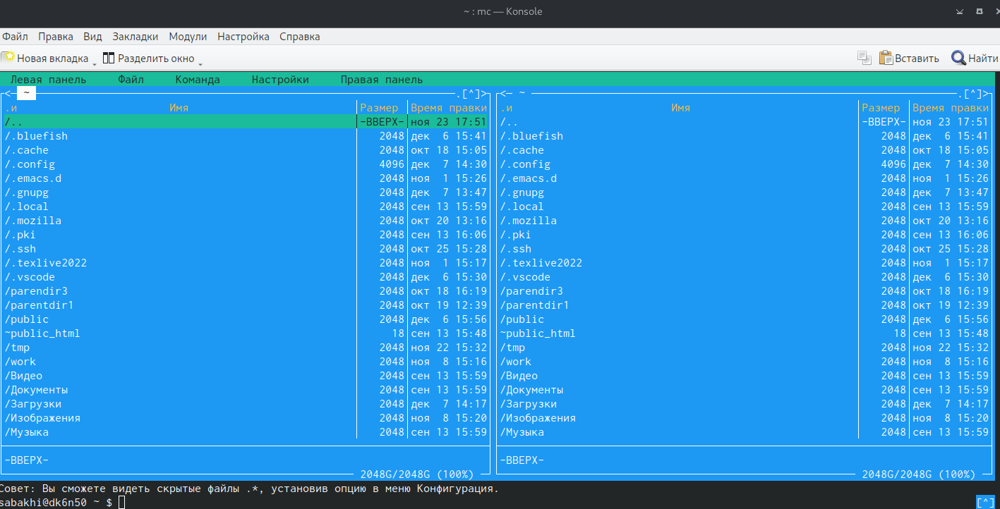 ~ : mc — Konsole
Файл Правка Вид Закладки Модули Настройка Справка
Новая вкладка Разделить окно Вставить Найти
Левая панель Файл Команда Настройки Правая панель
<─ ~ .[^]> <─ ~ .[^]>
.и Имя Размер Время правки .и Имя Размер Время правки
/.. -ВВЕРХ- ноя 23 17:51 /.. -ВВЕРХ- ноя 23 17:51
/.bluefish 2048 дек 6 15:41 /.bluefish 2048 дек 6 15:41
/.cache 2048 окт 18 15:05 /.cache 2048 окт 18 15:05
/.config 4096 дек 7 14:30 /.config 4096 дек 7 14:30
/.emacs.d 2048 ноя 1 15:26 /.emacs.d 2048 ноя 1 15:26
/.gnupg 2048 дек 7 13:47 /.gnupg 2048 дек 7 13:47
/.local 2048 сен 13 15:59 /.local 2048 сен 13 15:59
/.mozilla 2048 окт 20 13:16 /.mozilla 2048 окт 20 13:16
/.pki 2048 сен 13 16:06 /.pki 2048 сен 13 16:06
/.ssh 2048 окт 25 15:28 /.ssh 2048 окт 25 15:28
/.texlive2022 2048 ноя 1 15:17 /.texlive2022 2048 ноя 1 15:17
/.vscode 2048 дек 6 15:30 /.vscode 2048 дек 6 15:30
/parendir3 2048 окт 18 16:19 /parendir3 2048 окт 18 16:19
/parentdir1 2048 окт 19 12:39 /parentdir1 2048 окт 19 12:39
/public 2048 дек 6 15:56 /public 2048 дек 6 15:56
~public_html 18 сен 13 15:48 ~public_html 18 сен 13 15:48
/tmp 2048 ноя 22 15:32 /tmp 2048 ноя 22 15:32
/work 2048 ноя 8 15:16 /work 2048 ноя 8 15:16
/Видео 2048 сен 13 15:59 /Видео 2048 сен 13 15:59
/Документы 2048 сен 13 15:59 /Документы 2048 сен 13 15:59
/Загрузки 2048 дек 7 14:17 /Загрузки 2048 дек 7 14:17
/Изображения 2048 ноя 8 15:20 /Изображения 2048 ноя 8 15:20
/Музыка 2048 сен 13 15:59 /Музыка 2048 сен 13 15:59
-ВВЕРХ- -ВВЕРХ-
2048G/2048G (100%) 2048G/2048G (100%)
Совет: Вы сможете видеть скрытые файлы .*, установив опцию в меню Конфигурация.
sabakhi@dk6n50 ~ $ [^]